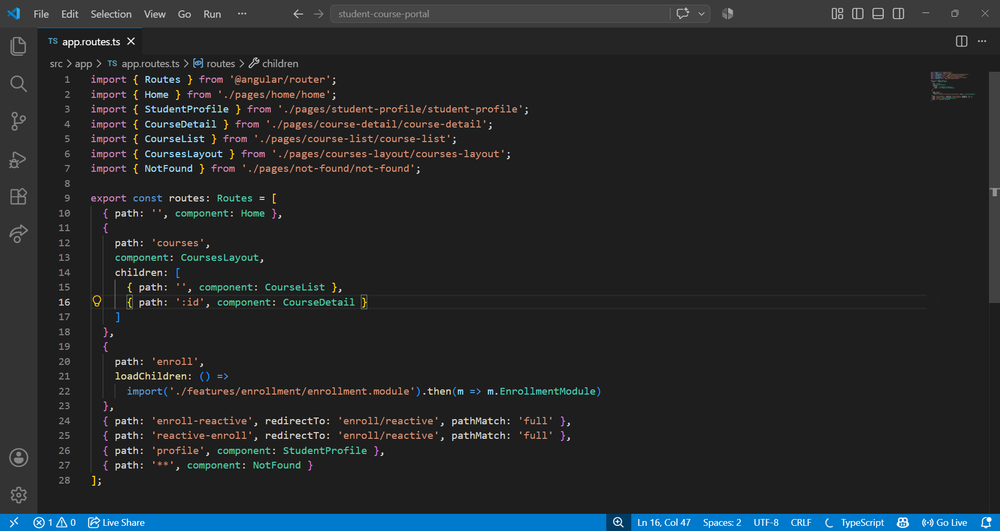 File Edit Selection View Go Run ··· student-course-portal
TS app.routes.ts
src > app > TS app.routes.ts > routes > children
1 import { Routes } from '@angular/router';
2 import { Home } from './pages/home/home';
3 import { StudentProfile } from './pages/student-profile/student-profile';
4 import { CourseDetail } from './pages/course-detail/course-detail';
5 import { CourseList } from './pages/course-list/course-list';
6 import { CoursesLayout } from './pages/courses-layout/courses-layout';
7 import { NotFound } from './pages/not-found/not-found';
8
9 export const routes: Routes = [
10 { path: '', component: Home },
11 {
12 path: 'courses',
13 component: CoursesLayout,
14 children: [
15 { path: '', component: CourseList },
16 { path: ':id', component: CourseDetail }
17 ]
18 },
19 {
20 path: 'enroll',
21 loadChildren: () =>
22 import('./features/enrollment/enrollment.module').then(m => m.EnrollmentModule)
23 },
24 { path: 'enroll-reactive', redirectTo: 'enroll/reactive', pathMatch: 'full' },
25 { path: 'reactive-enroll', redirectTo: 'enroll/reactive', pathMatch: 'full' },
26 { path: 'profile', component: StudentProfile },
27 { path: '**', component: NotFound }
28 ];
1 0 Live Share Ln 16, Col 47 Spaces: 2 UTF-8 CRLF TypeScript Go Live